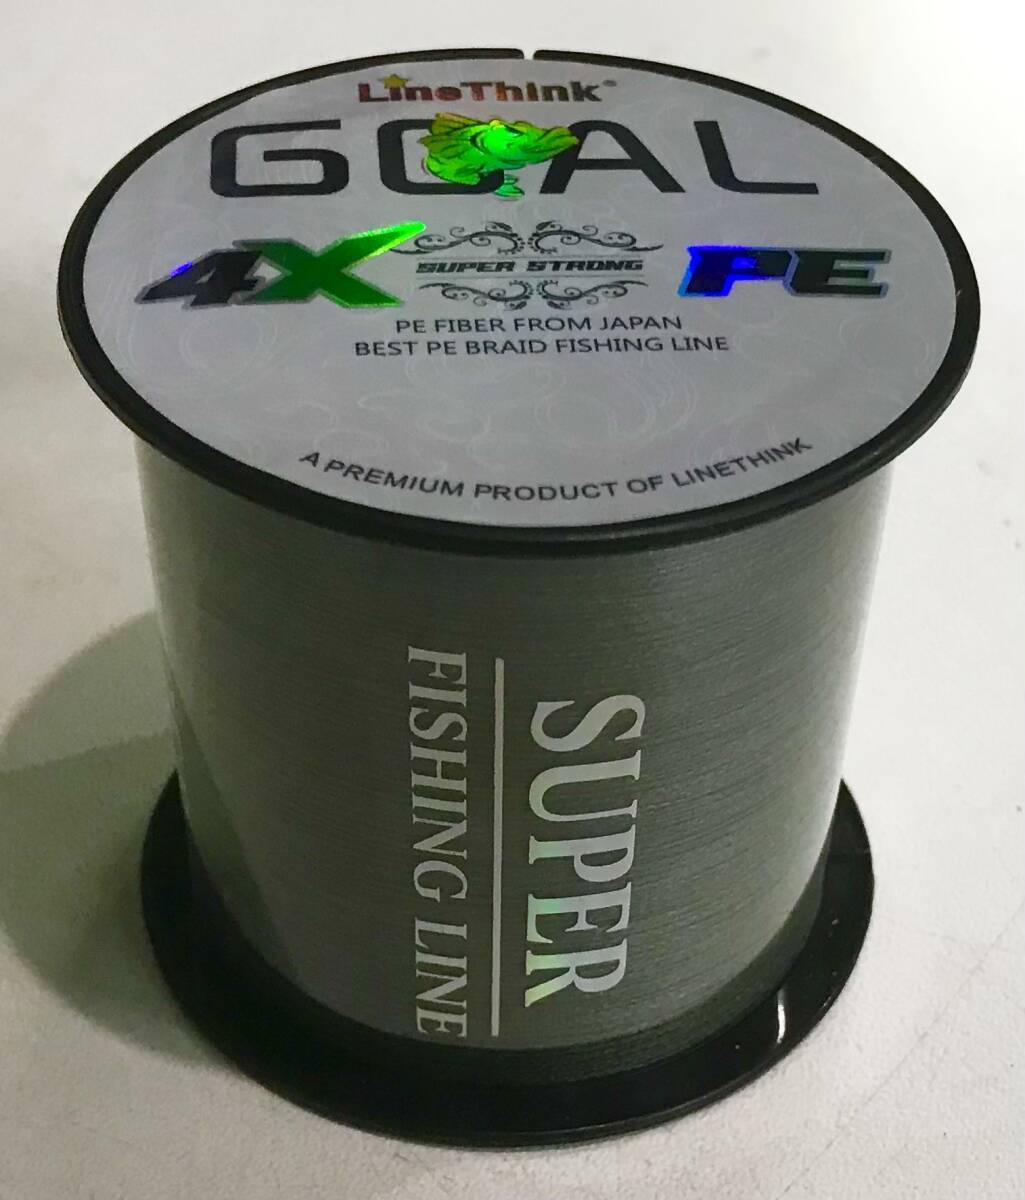 LineThink®
GOAL
4X SUPER STRONG PE
PE FIBER FROM JAPAN
BEST PE BRAID FISHING LINE
A PREMIUM PRODUCT OF LINETHINK
SUPER
FISHING LINE